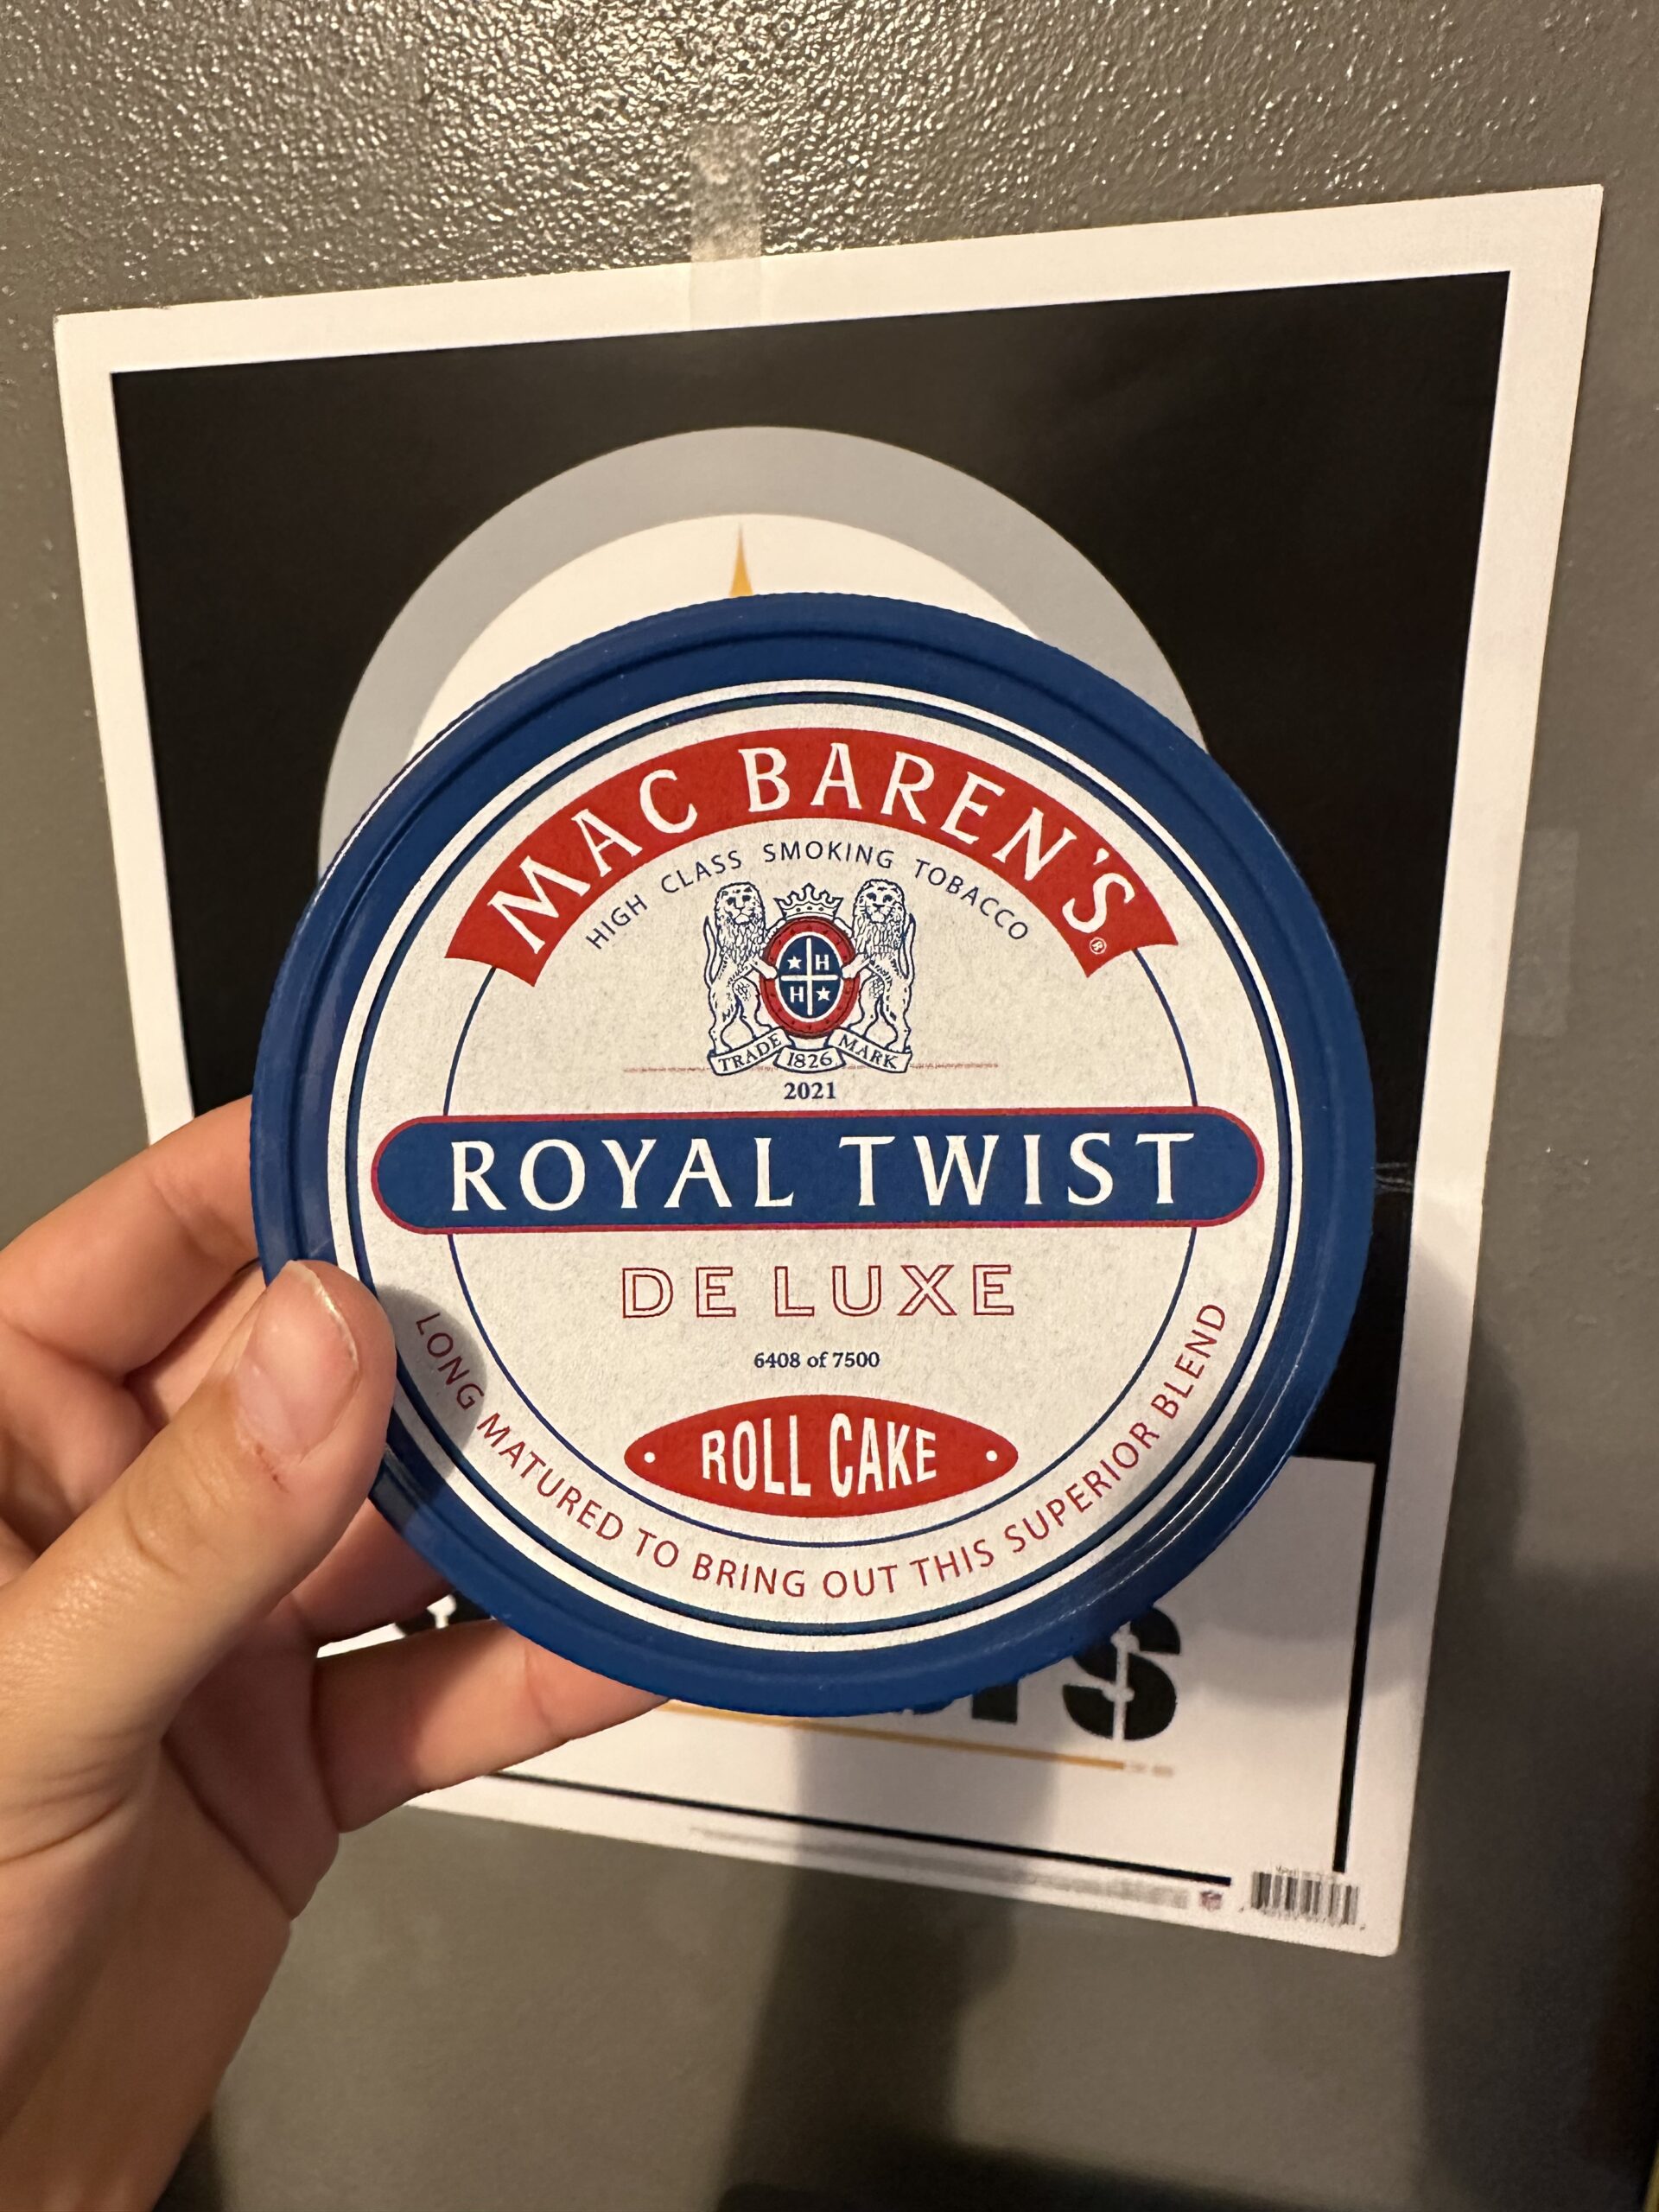 MAC BAREN'S®
HIGH CLASS SMOKING TOBACCO
H
H
TRADE 1826 MARK
2021
ROYAL TWIST
DE LUXE
6408 of 7500
ROLL CAKE
LONG MATURED TO BRING OUT THIS SUPERIOR BLEND